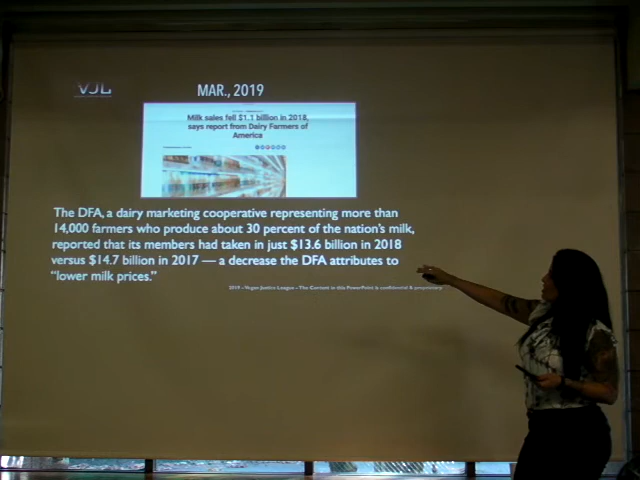 VJL
MAR., 2019
Milk sales fell $1.1 billion in 2018,
says report from Dairy Farmers of
America
The DFA, a dairy marketing cooperative representing more than
14,000 farmers who produce about 30 percent of the nation's milk,
reported that its members had taken in just $13.6 billion in 2018
versus $14.7 billion in 2017 — a decrease the DFA attributes to
“lower milk prices.”
2019 - Vegan Justice League - The Content in this PowerPoint is confidential & proprietary